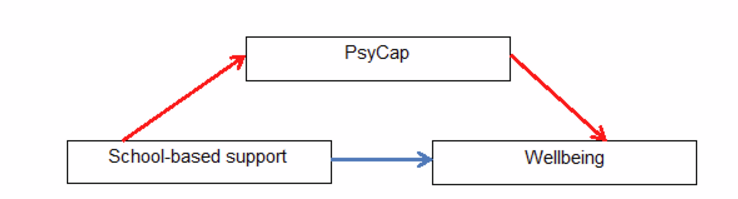 PsyCap
School-based support
Wellbeing